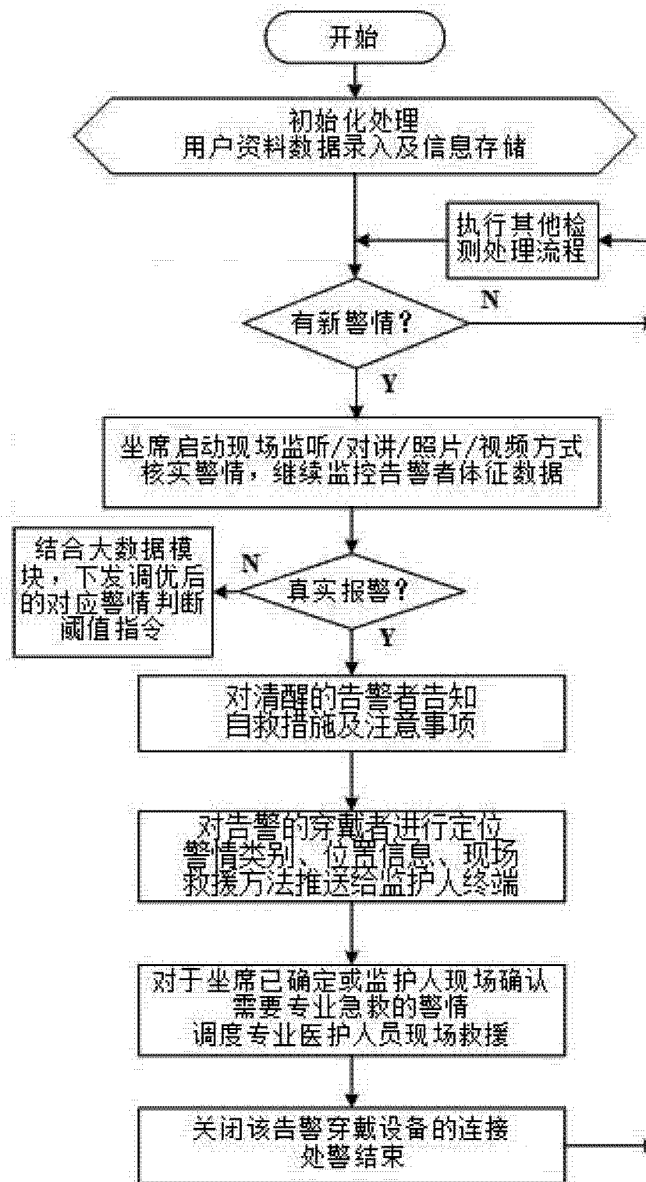 开始
初始化处理
用户资料数据录入及信息存储
执行其他检
测处理流程
有新警情?
N
Y
坐席启动现场监听/对讲/照片/视频方式
核实警情，继续监控告警者体征数据
结合大数据模
块，下发调优后
的对应警情判断
阈值指令
N
真实报警?
Y
对清醒的告警者告知
自救措施及注意事项
对告警的穿戴者进行定位
警情类别、位置信息、现场
救援方法推送给监护人终端
对于坐席已确定或监护人现场确认
需要专业急救的警情
调度专业医护人员现场救援
关闭该告警穿戴设备的连接
处警结束